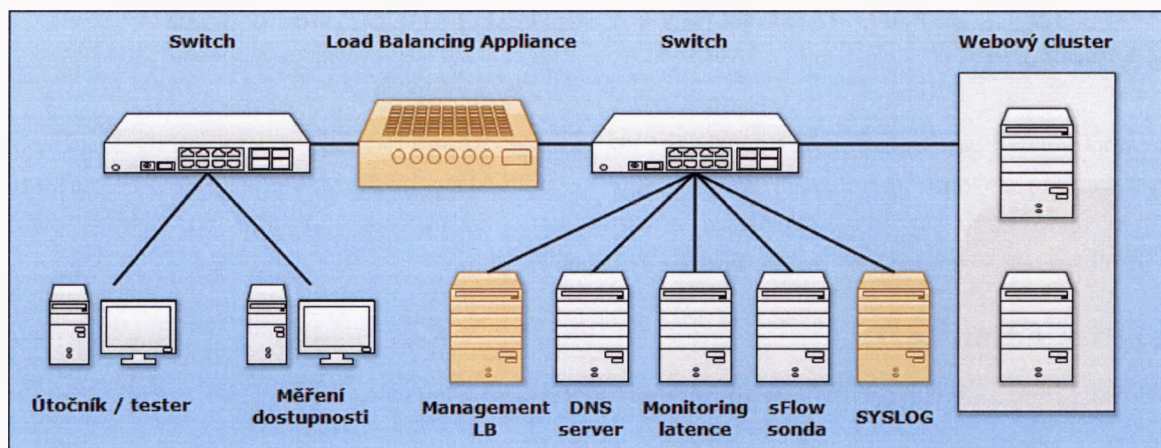 Switch
Load Balancing Appliance
Switch
Webový cluster
Útočník / tester
Měření
dostupnosti
Management
LB
DNS
server
Monitoring
latence
sFlow
sonda
SYSLOG